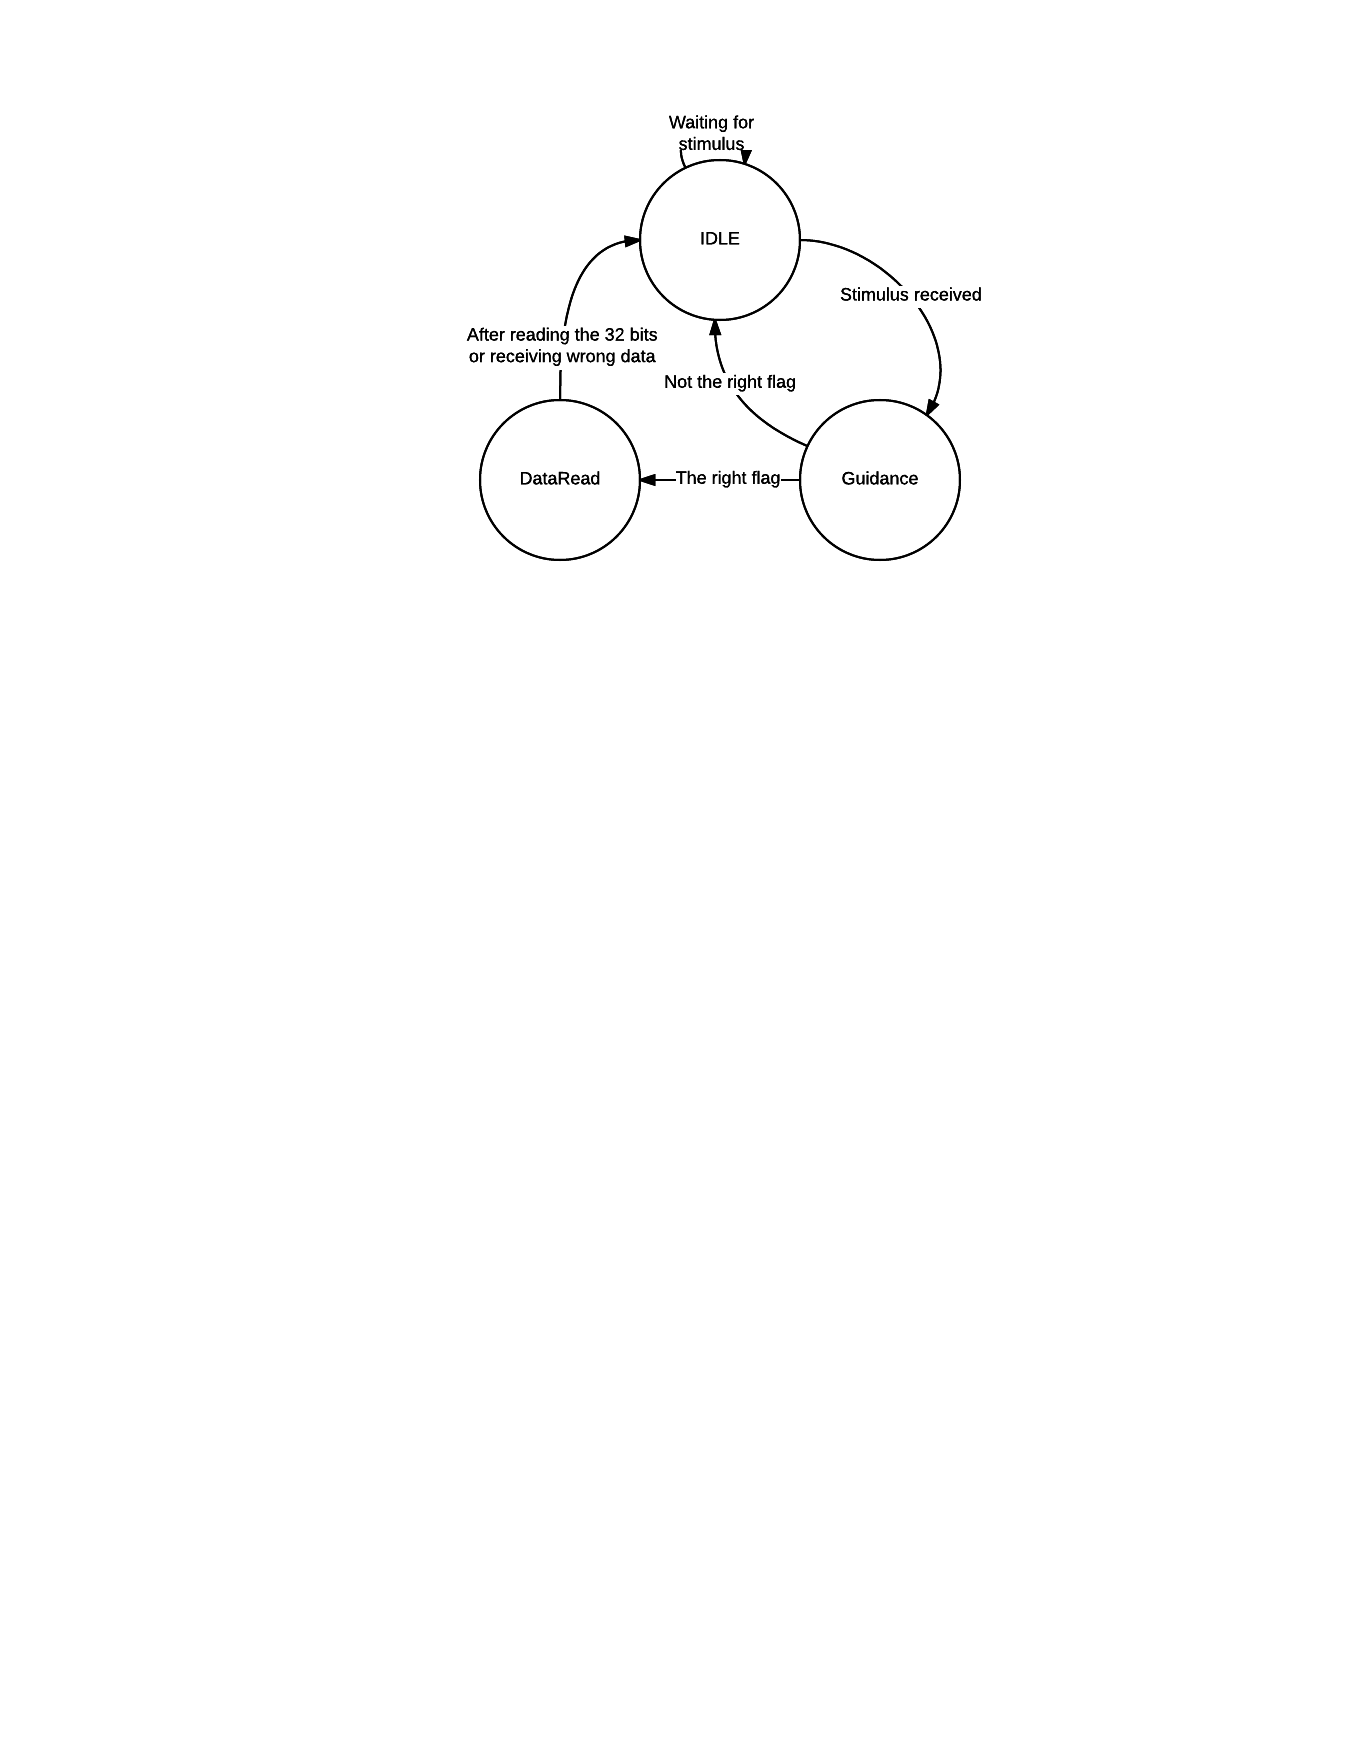 Waiting for
stimulus
IDLE
Stimulus received
After reading the 32 bits
or receiving wrong data
Not the right flag
DataRead
The right flag
Guidance